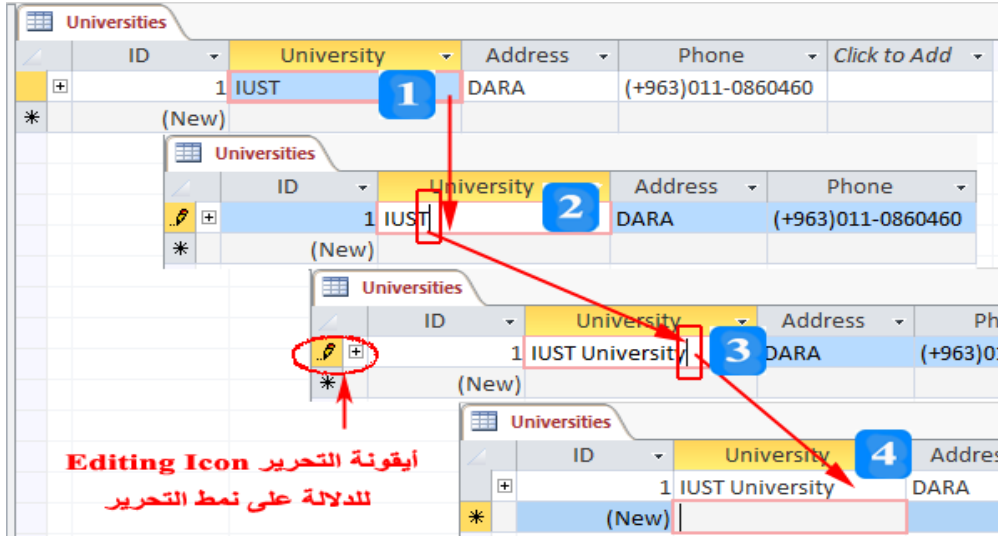 Universities
ID University Address Phone Click to Add
1 IUST 1 DARA (+963)011-0860460
(New)
Universities
ID University Address Phone
1 IUST 2 DARA (+963)011-0860460
(New)
Universities
ID University Address Ph
1 IUST University 3 DARA (+963)01
(New)
Universities
ID University 4 Addres
1 IUST University DARA
(New)
أيقونة التحرير Editing Icon
للدلالة على نمط التحرير